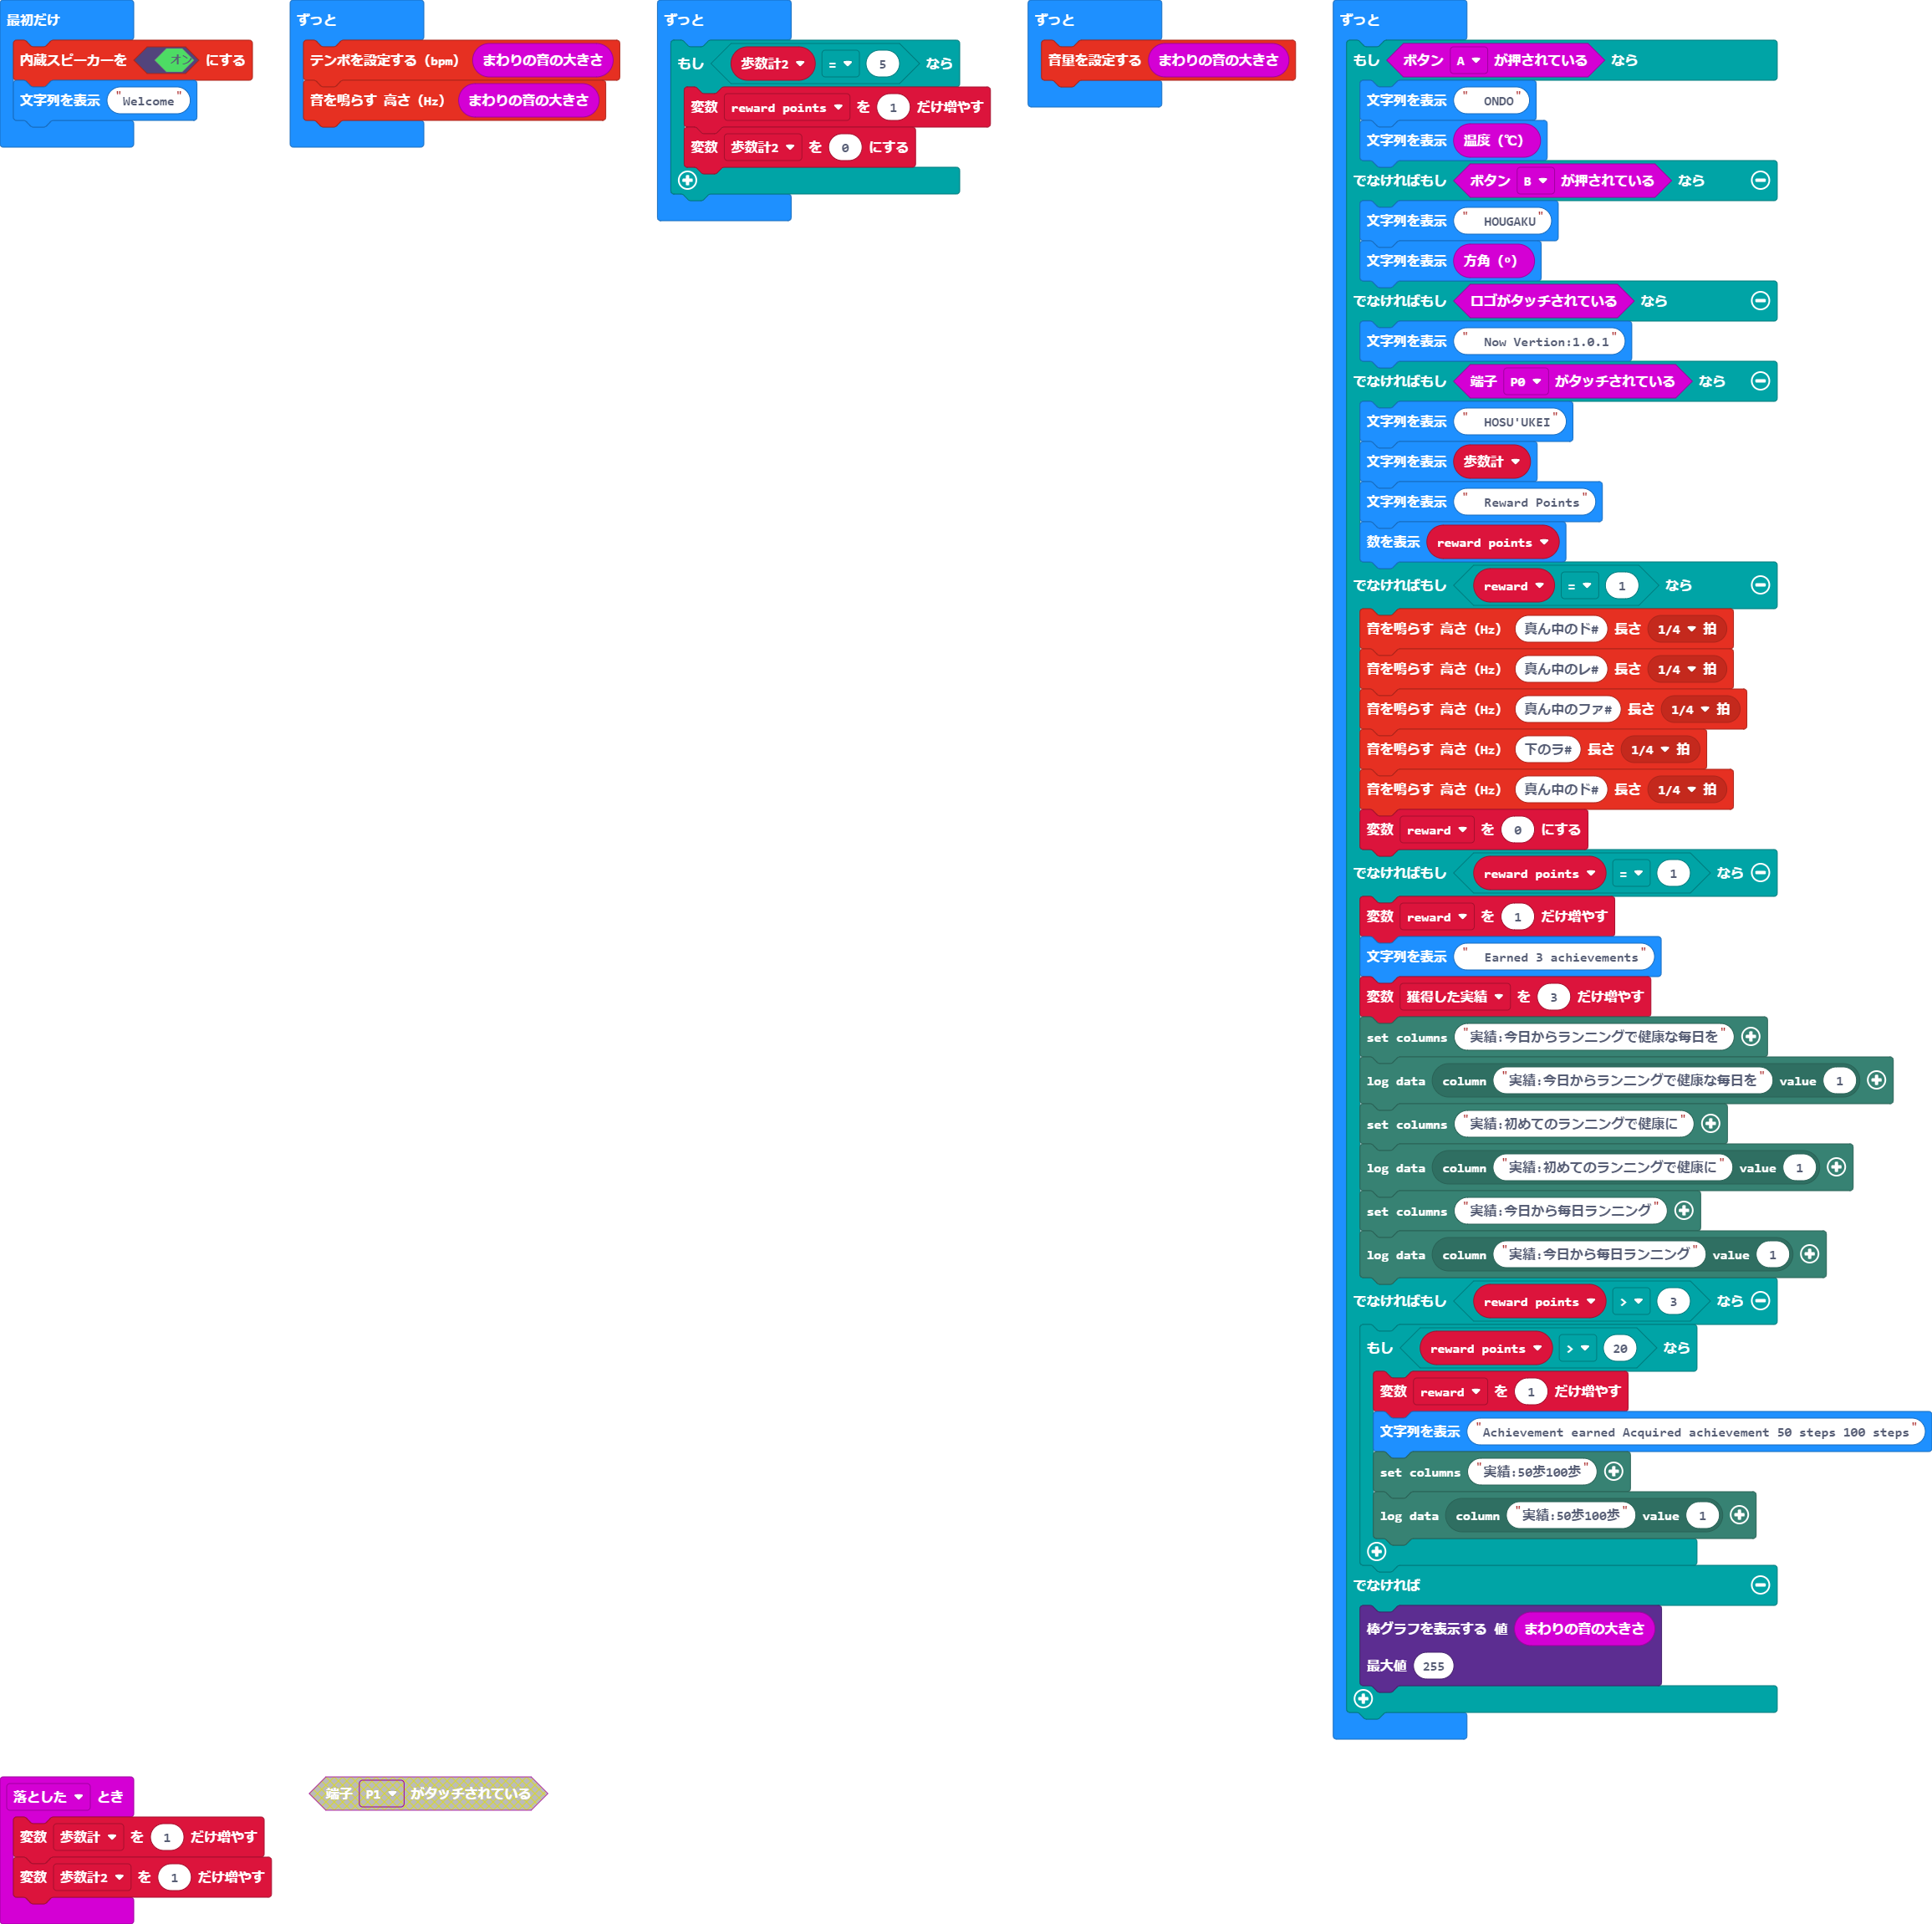 最初だけ
内蔵スピーカーを オン にする
文字列を表示 "Welcome"
ずっと
テンポを設定する (bpm) まわりの音の大きさ
音を鳴らす 高さ (Hz) まわりの音の大きさ
ずっと
もし 歩数計2 = 5 なら
変数 reward points を 1 だけ増やす
変数 歩数計2 を 0 にする
ずっと
音量を設定する まわりの音の大きさ
ずっと
もし ボタン A が押されている なら
文字列を表示 " ONDO"
文字列を表示 温度 (℃)
でなければもし ボタン B が押されている なら
文字列を表示 " HOUGAKU"
文字列を表示 方角 (°)
でなければもし ロゴがタッチされている なら
文字列を表示 " Now Vertion:1.0.1"
でなければもし 端子 P0 がタッチされている なら
文字列を表示 " HOSU'UKEI"
文字列を表示 歩数計
文字列を表示 " Reward Points"
数を表示 reward points
でなければもし reward = 1 なら
音を鳴らす 高さ (Hz) 真ん中のド# 長さ 1/4 拍
音を鳴らす 高さ (Hz) 真ん中のレ# 長さ 1/4 拍
音を鳴らす 高さ (Hz) 真ん中のファ# 長さ 1/4 拍
音を鳴らす 高さ (Hz) 下のラ# 長さ 1/4 拍
音を鳴らす 高さ (Hz) 真ん中のド# 長さ 1/4 拍
変数 reward を 0 にする
でなければもし reward points = 1 なら
変数 reward を 1 だけ増やす
文字列を表示 " Earned 3 achievements"
変数 獲得した実績 を 3 だけ増やす
set columns "実績:今日からランニングで健康な毎日を"
log data column "実績:今日からランニングで健康な毎日を" value 1
set columns "実績:初めてのランニングで健康に"
log data column "実績:初めてのランニングで健康に" value 1
set columns "実績:今日から毎日ランニング"
log data column "実績:今日から毎日ランニング" value 1
でなければもし reward points > 3 なら
もし reward points > 20 なら
変数 reward を 1 だけ増やす
文字列を表示 "Achievement earned Acquired achievement 50 steps 100 steps"
set columns "実績:50歩100歩"
log data column "実績:50歩100歩" value 1
でなければ
棒グラフを表示する 値 まわりの音の大きさ
最大値 255
落とした とき
変数 歩数計 を 1 だけ増やす
変数 歩数計2 を 1 だけ増やす
端子 P1 がタッチされている